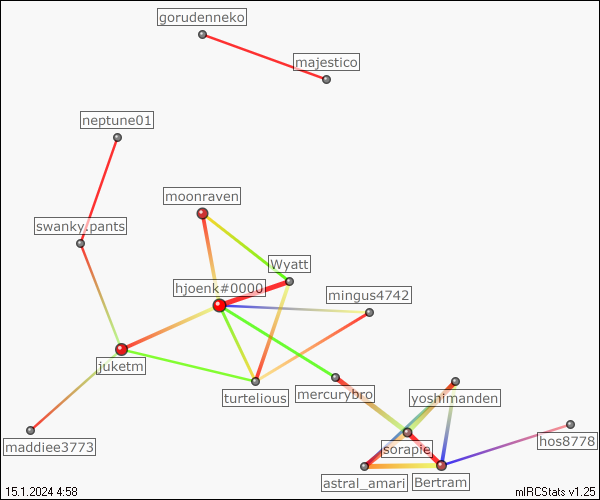 gorudenneko
majestico
neptune01
moonraven
swanky.pants
Wyatt
hjoenk#0000
mingus4742
juketm
turtelious
mercurybro
yoshimanden
maddiee3773
sorapie
hos8778
astral_amari
Bertram
15.1.2024 4:58
mIRCStats v1.25